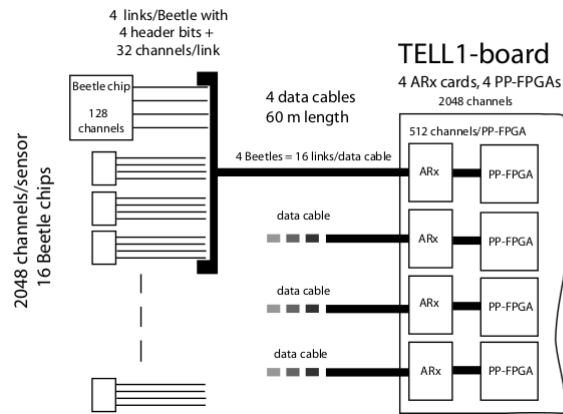 4 links/Beetle with
4 header bits +
32 channels/link
Beetle chip
128
channels
2048 channels/sensor
16 Beetle chips
4 data cables
60 m length
4 Beetles = 16 links/data cable
data cable
data cable
data cable
TELL1-board
4 ARx cards, 4 PP-FPGAs
2048 channels
512 channels/PP-FPGA
ARx
PP-FPGA
ARx
PP-FPGA
ARx
PP-FPGA
ARx
PP-FPGA